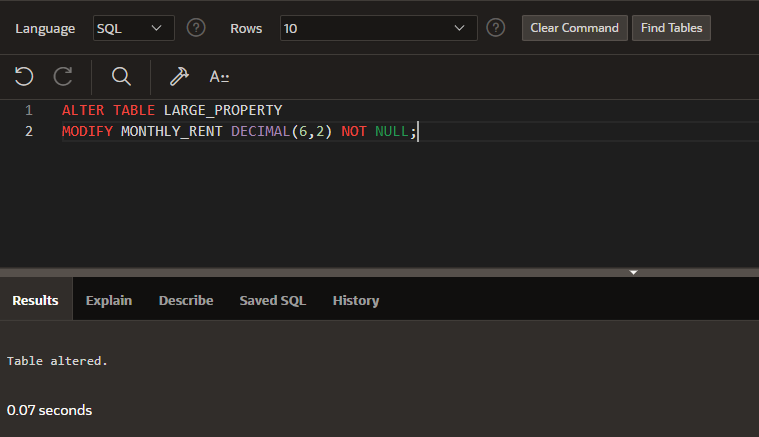 Language SQL ? Rows 10 ? Clear Command Find Tables
A::
1 ALTER TABLE LARGE_PROPERTY
2 MODIFY MONTHLY_RENT DECIMAL(6,2) NOT NULL;
Results Explain Describe Saved SQL History
Table altered.
0.07 seconds